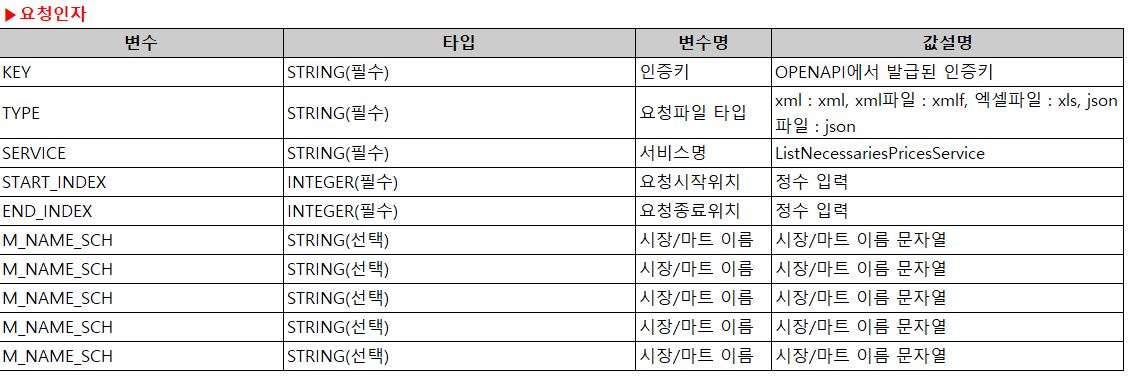 ▶요청인자
변수 타입 변수명 값설명
KEY STRING(필수) 인증키 OPENAPI에서 발급된 인증키
TYPE STRING(필수) 요청파일 타입 xml : xml, xml파일 : xmlf, 엑셀파일 : xls, json
파일 : json
SERVICE STRING(필수) 서비스명 ListNecessariesPricesService
START_INDEX INTEGER(필수) 요청시작위치 정수 입력
END_INDEX INTEGER(필수) 요청종료위치 정수 입력
M_NAME_SCH STRING(선택) 시장/마트 이름 시장/마트 이름 문자열
M_NAME_SCH STRING(선택) 시장/마트 이름 시장/마트 이름 문자열
M_NAME_SCH STRING(선택) 시장/마트 이름 시장/마트 이름 문자열
M_NAME_SCH STRING(선택) 시장/마트 이름 시장/마트 이름 문자열
M_NAME_SCH STRING(선택) 시장/마트 이름 시장/마트 이름 문자열